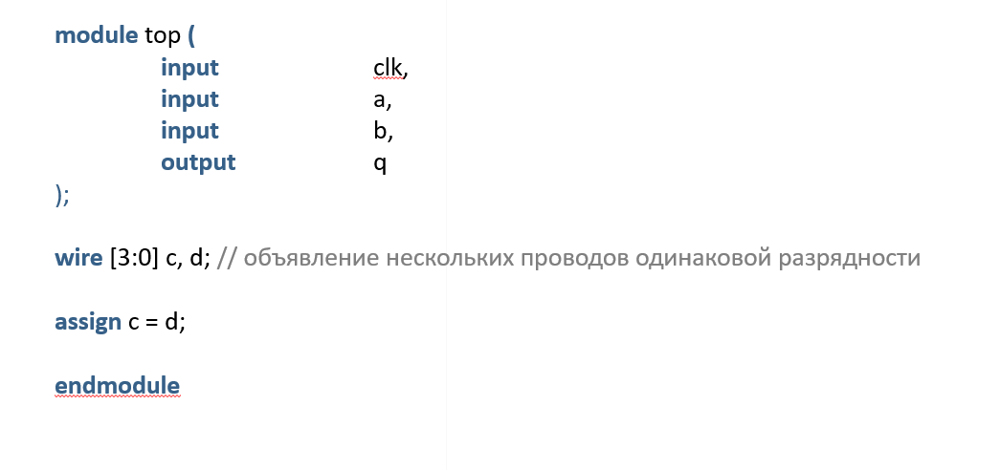 module top (
input clk,
input a,
input b,
output q
);
wire [3:0] c, d; // объявление нескольких проводов одинаковой разрядности
assign c = d;
endmodule